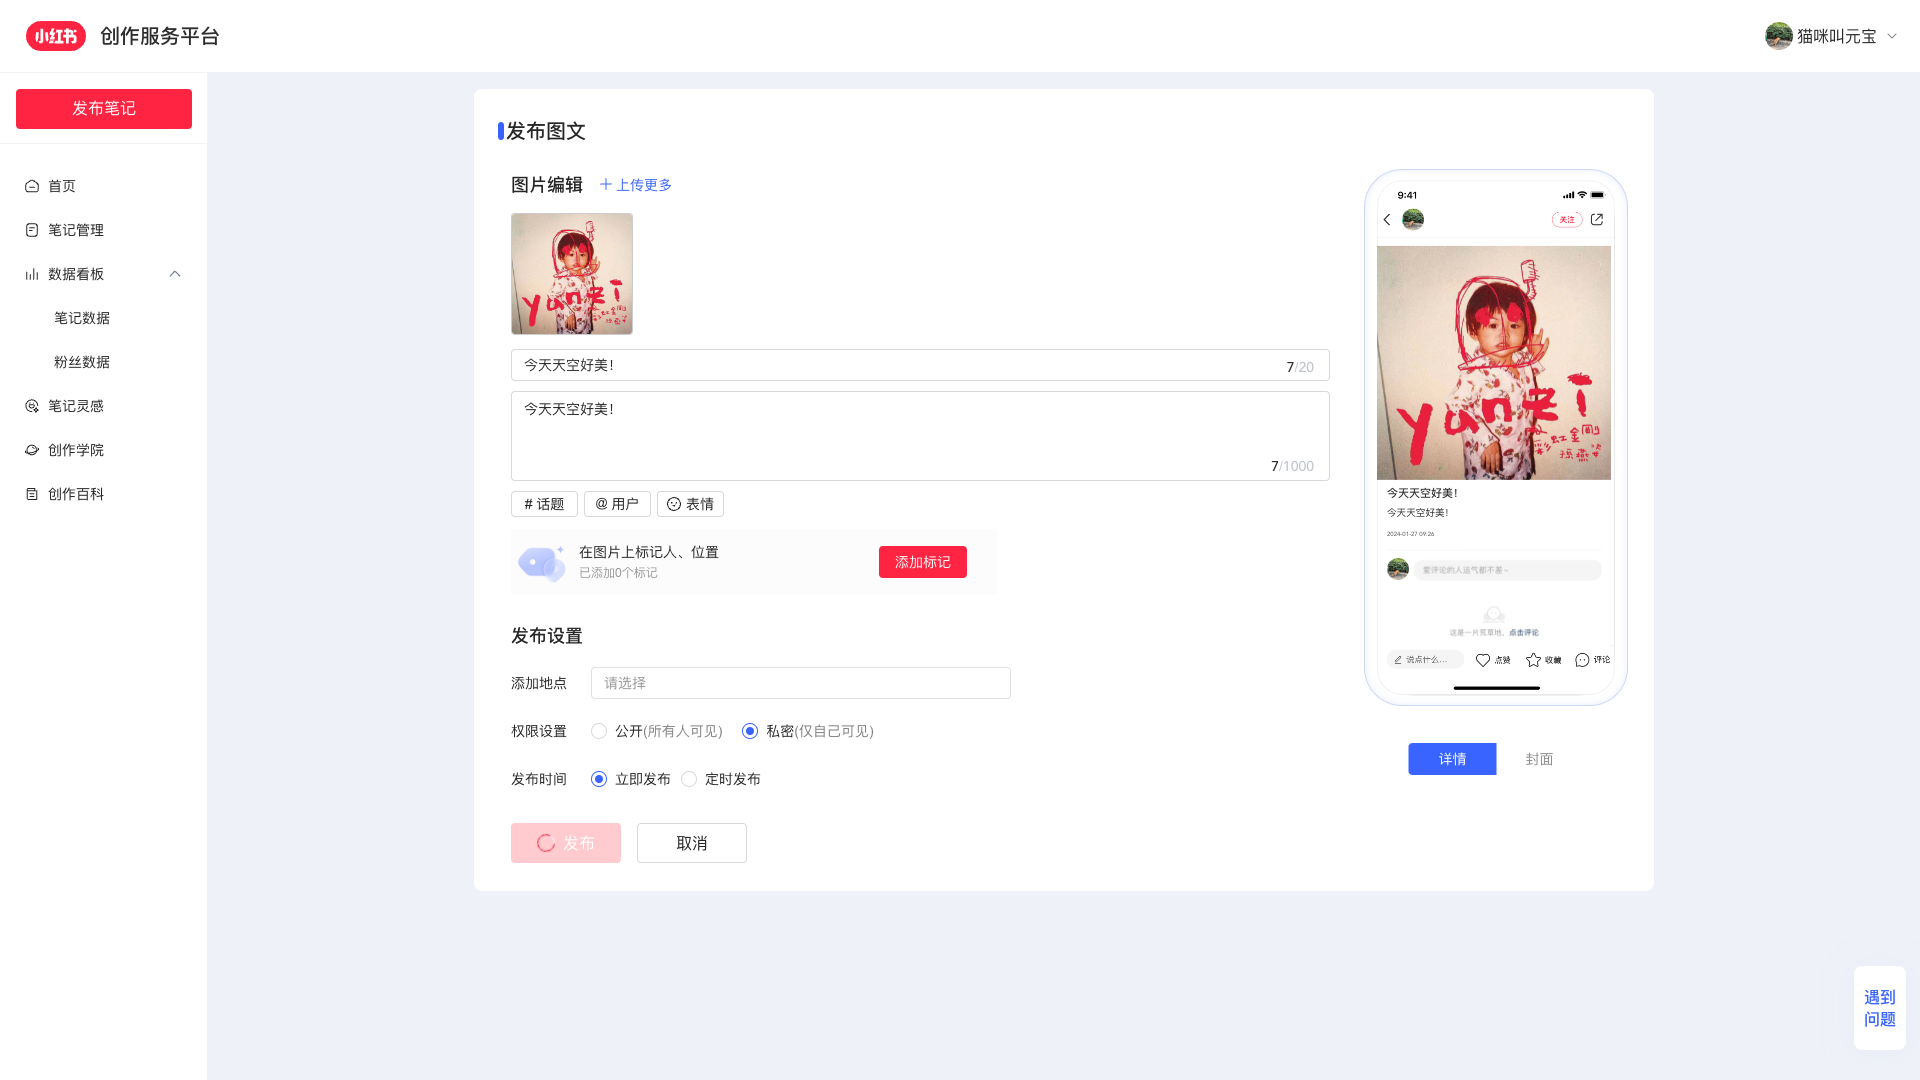 小红书 创作服务平台
猫咪叫元宝
发布笔记
首页
笔记管理
数据看板
笔记数据
粉丝数据
笔记灵感
创作学院
创作百科
发布图文
图片编辑 上传更多
yanzi
彩虹金刚
孙燕姿
今天天空好美!
7/20
今天天空好美!
7/1000
# 话题
@ 用户
表情
在图片上标记人、位置
已添加0个标记
添加标记
发布设置
添加地点 请选择
权限设置 公开(所有人可见) 私密(仅自己可见)
发布时间 立即发布 定时发布
发布 取消
9:41
关注
yanzi
彩虹金刚
孙燕姿
今天天空好美!
今天天空好美!
2024-01-27 09:26
爱评论的人运气都不差~
这是一片荒草地，点击评论
说点什么... 点赞 收藏 评论
详情 封面
遇到
问题